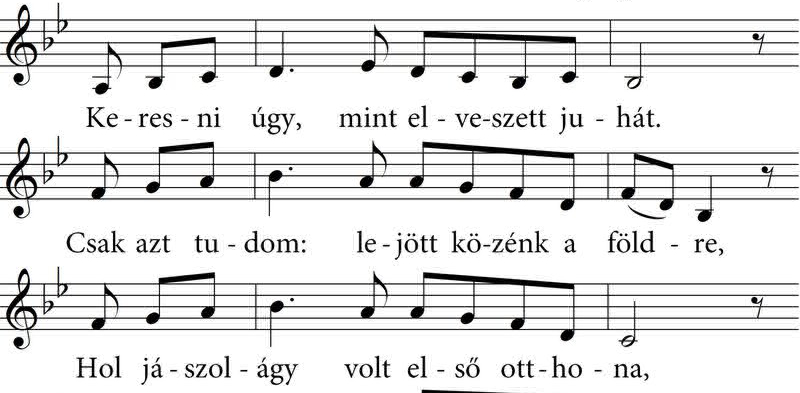 Ke - res - ni úgy, mint el - ve-szett ju - hát.
Csak azt tu - dom: le - jött kö-zénk a föld - re,
Hol já - szol - ágy volt el - ső ott - ho - na,